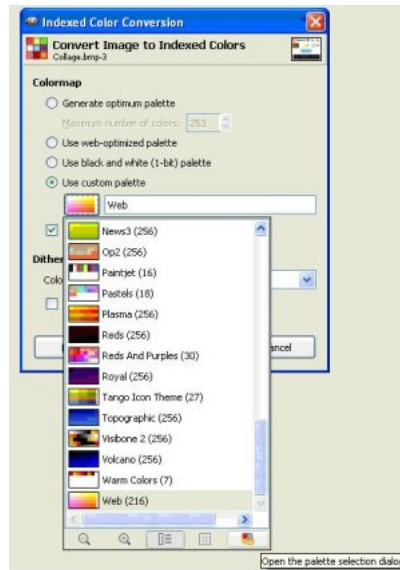 Indexed Color Conversion
Convert Image to Indexed Colors
Collage.bmp-3
Colormap
Generate optimum palette
Maximum number of colors: 253
Use web-optimized palette
Use black and white (1-bit) palette
Use custom palette
Web
News3 (256)
Op2 (256)
Dither
Paintjet (16)
Colo
Pastels (18)
Plasma (256)
Reds (256)
ancel
Reds And Purples (30)
Royal (256)
Tango Icon Theme (27)
Topographic (256)
Visibone 2 (256)
Volcano (256)
Warm Colors (7)
Web (216)
Open the palette selection dialo